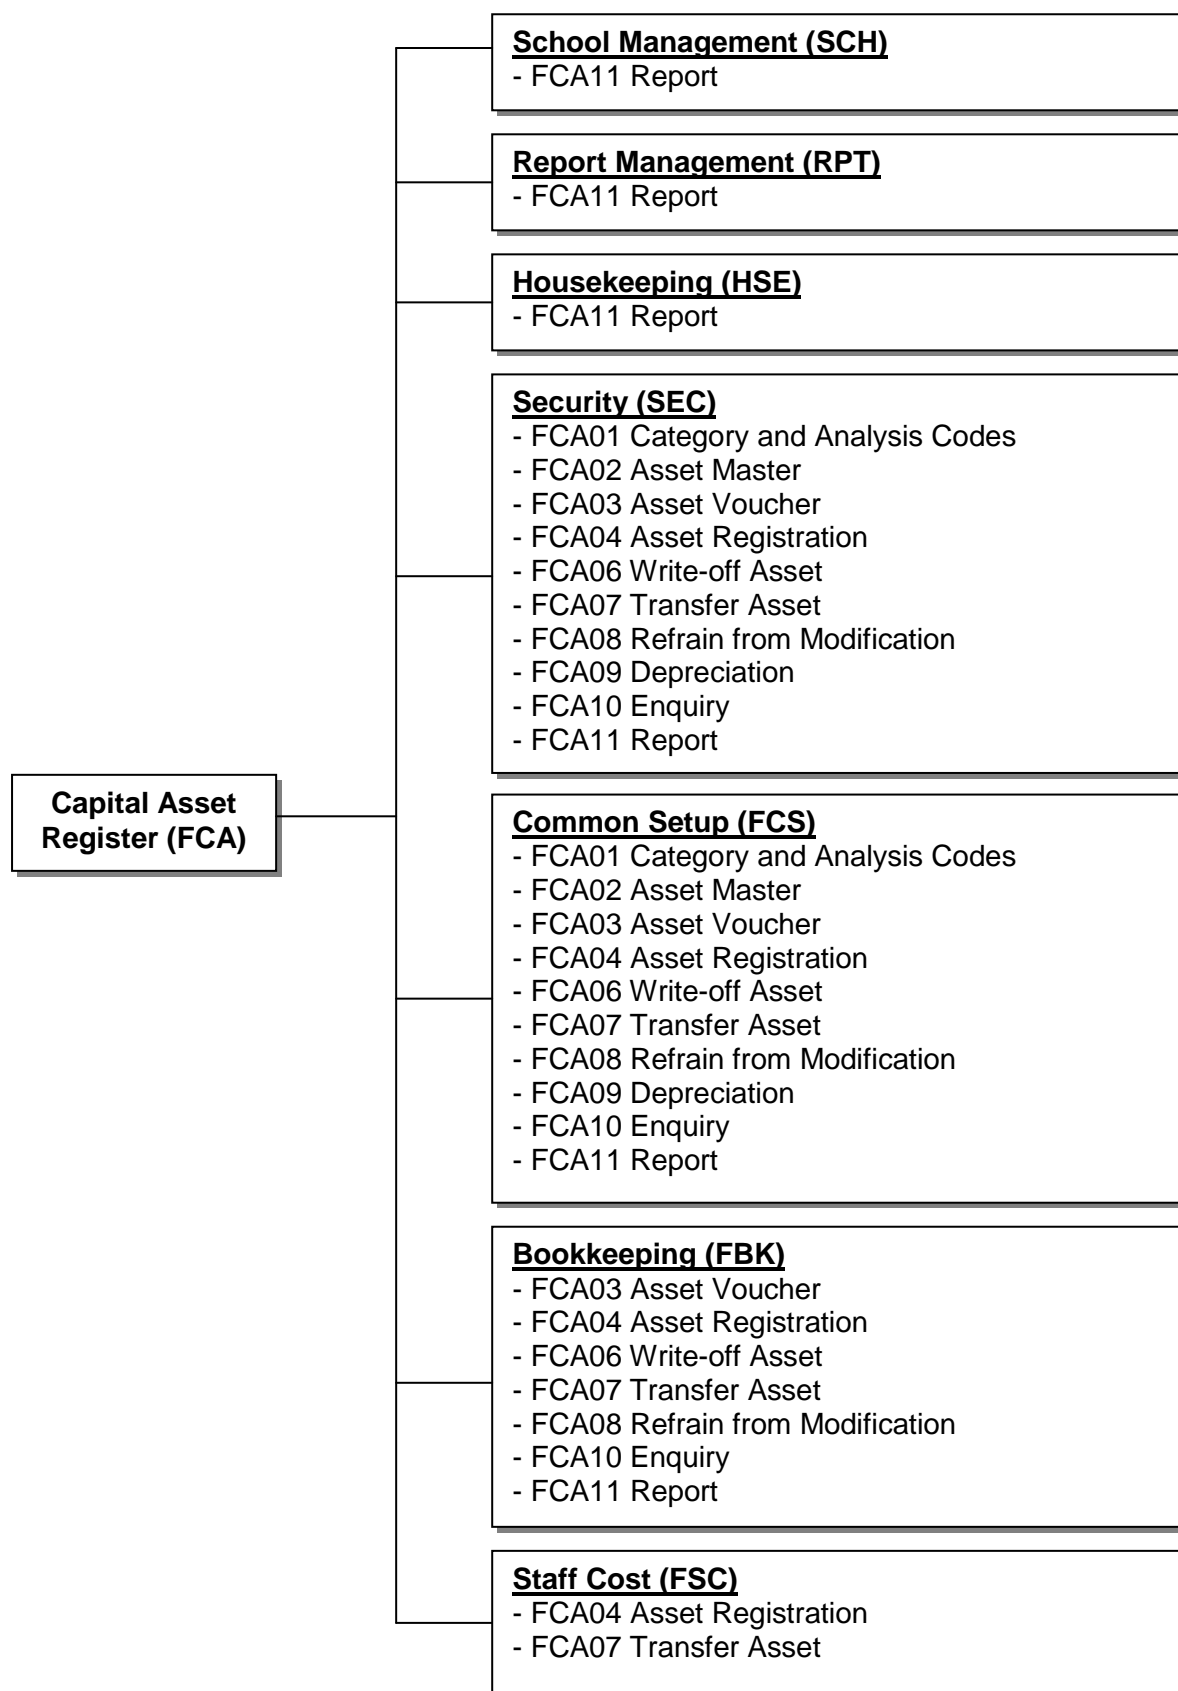 School Management (SCH)
- FCA11 Report
Report Management (RPT)
- FCA11 Report
Housekeeping (HSE)
- FCA11 Report
Security (SEC)
- FCA01 Category and Analysis Codes
- FCA02 Asset Master
- FCA03 Asset Voucher
- FCA04 Asset Registration
- FCA06 Write-off Asset
- FCA07 Transfer Asset
- FCA08 Refrain from Modification
- FCA09 Depreciation
- FCA10 Enquiry
- FCA11 Report
Capital Asset
Register (FCA)
Common Setup (FCS)
- FCA01 Category and Analysis Codes
- FCA02 Asset Master
- FCA03 Asset Voucher
- FCA04 Asset Registration
- FCA06 Write-off Asset
- FCA07 Transfer Asset
- FCA08 Refrain from Modification
- FCA09 Depreciation
- FCA10 Enquiry
- FCA11 Report
Bookkeeping (FBK)
- FCA03 Asset Voucher
- FCA04 Asset Registration
- FCA06 Write-off Asset
- FCA07 Transfer Asset
- FCA08 Refrain from Modification
- FCA10 Enquiry
- FCA11 Report
Staff Cost (FSC)
- FCA04 Asset Registration
- FCA07 Transfer Asset